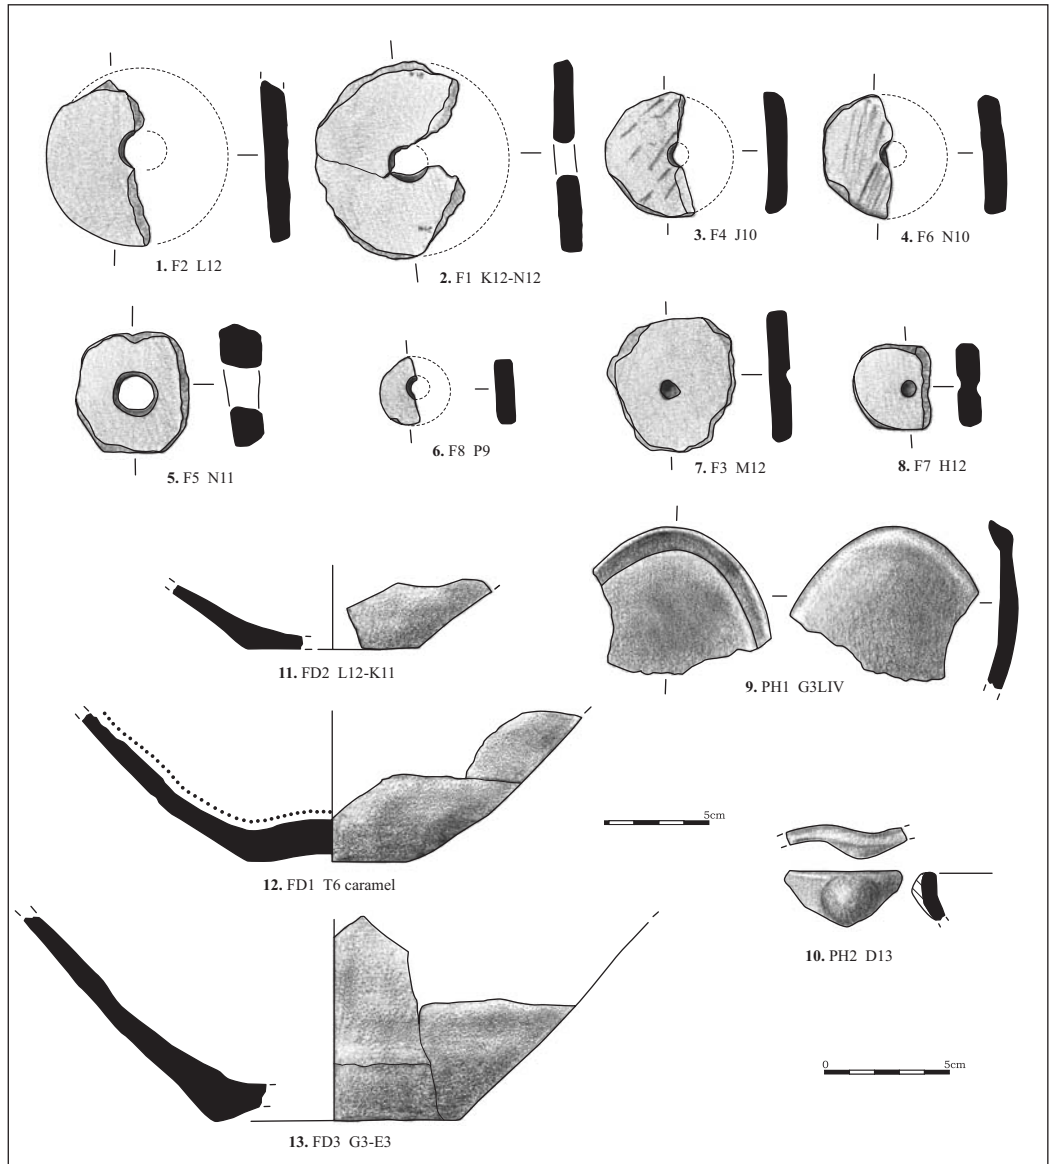 1. F2 L12
2. F1 K12-N12
3. F4 J10
4. F6 N10
5. F5 N11
6. F8 P9
7. F3 M12
8. F7 H12
11. FD2 L12-K11
9. PH1 G3LIV
5cm
12. FD1 T6 caramel
10. PH2 D13
0 5cm
13. FD3 G3-E3